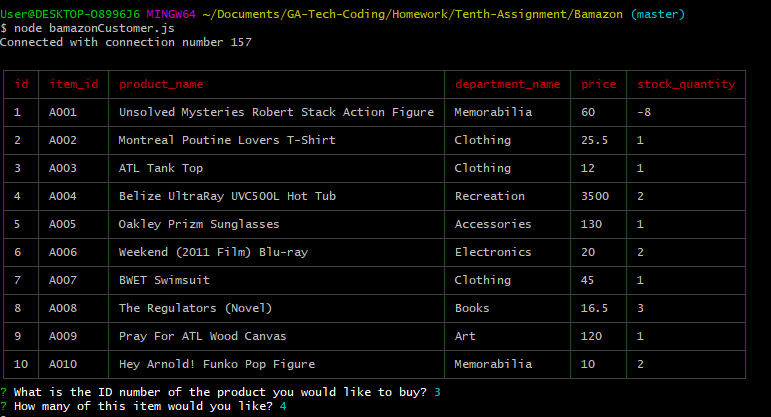 User@DESKTOP-O8996J6 MINGW64 ~/Documents/GA-Tech-Coding/Homework/Tenth-Assignment/Bamazon (master)
$ node bamazonCustomer.js
Connected with connection number 157
id item_id product_name department_name price stock_quantity
1 A001 Unsolved Mysteries Robert Stack Action Figure Memorabilia 60 -8
2 A002 Montreal Poutine Lovers T-Shirt Clothing 25.5 1
3 A003 ATL Tank Top Clothing 12 1
4 A004 Belize UltraRay UVC500L Hot Tub Recreation 3500 2
5 A005 Oakley Prizm Sunglasses Accessories 130 1
6 A006 Weekend (2011 Film) Blu-ray Electronics 20 2
7 A007 BWET Swimsuit Clothing 45 1
8 A008 The Regulators (Novel) Books 16.5 3
9 A009 Pray For ATL Wood Canvas Art 120 1
10 A010 Hey Arnold! Funko Pop Figure Memorabilia 10 2
? What is the ID number of the product you would like to buy? 3
? How many of this item would you like? 4